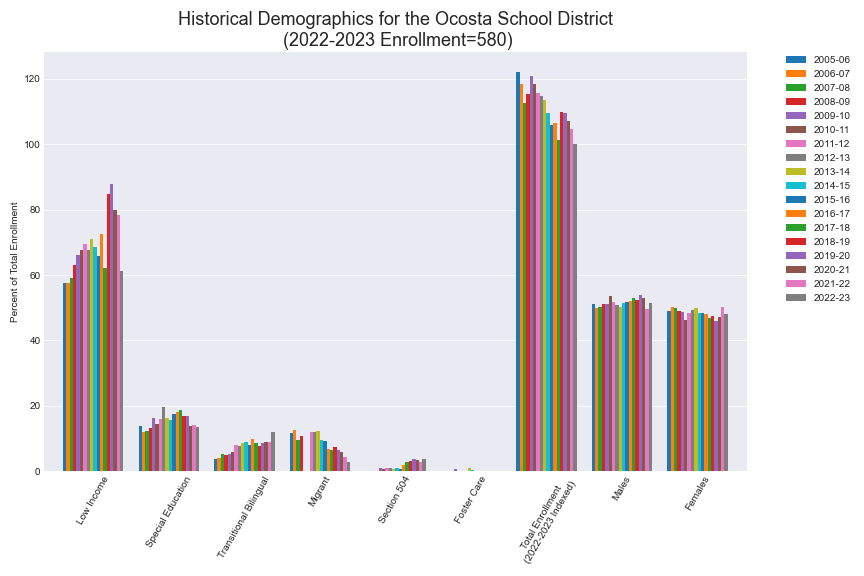 Historical Demographics for the Ocosta School District
(2022-2023 Enrollment=580)
Percent of Total Enrollment
120
100
80
60
40
20
0
Low Income
Special Education
Transitional Bilingual
Migrant
Section 504
Foster Care
Total Enrollment
(2022-2023 Indexed)
Males
Females
2005-06
2006-07
2007-08
2008-09
2009-10
2010-11
2011-12
2012-13
2013-14
2014-15
2015-16
2016-17
2017-18
2018-19
2019-20
2020-21
2021-22
2022-23